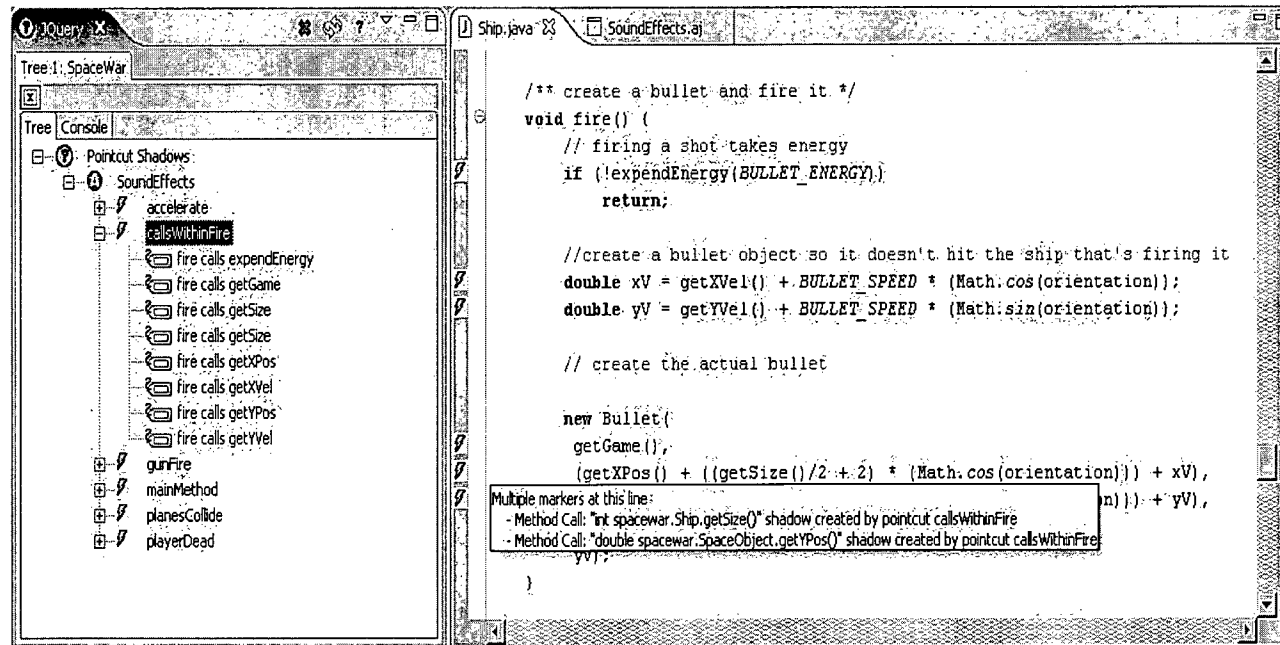 JQuery
Tree 1: SpaceWar
Tree Console
Pointcut Shadows
SoundEffects
accelerate
callsWithinFire
fire calls expendEnergy
fire calls getGame
fire calls getSize
fire calls getSize
fire calls getXPos
fire calls getXVel
fire calls getYPos
fire calls getYVel
gunFire
mainMethod
planesCollide
playerDead
Ship.java SoundEffects.aj
/** create a bullet and fire it */
void fire() {
// firing a shot takes energy
if (!expendEnergy(BULLET_ENERGY))
return;
//create a bullet object so it doesn't hit the ship that's firing it
double xV = getXVel() + BULLET_SPEED * (Math.cos(orientation));
double yV = getYVel() + BULLET_SPEED * (Math.sin(orientation));
// create the actual bullet
new Bullet(
getGame(),
(getXPos() + ((getSize()/2 + 2) * (Math.cos(orientation))) + xV),
on))) + yV),
Multiple markers at this line:
- Method Call: "int spacewar.Ship.getSize()" shadow created by pointcut callsWithinFire
- Method Call: "double spacewar.SpaceObject.getYPos()" shadow created by pointcut callsWithinFire
yV);
}